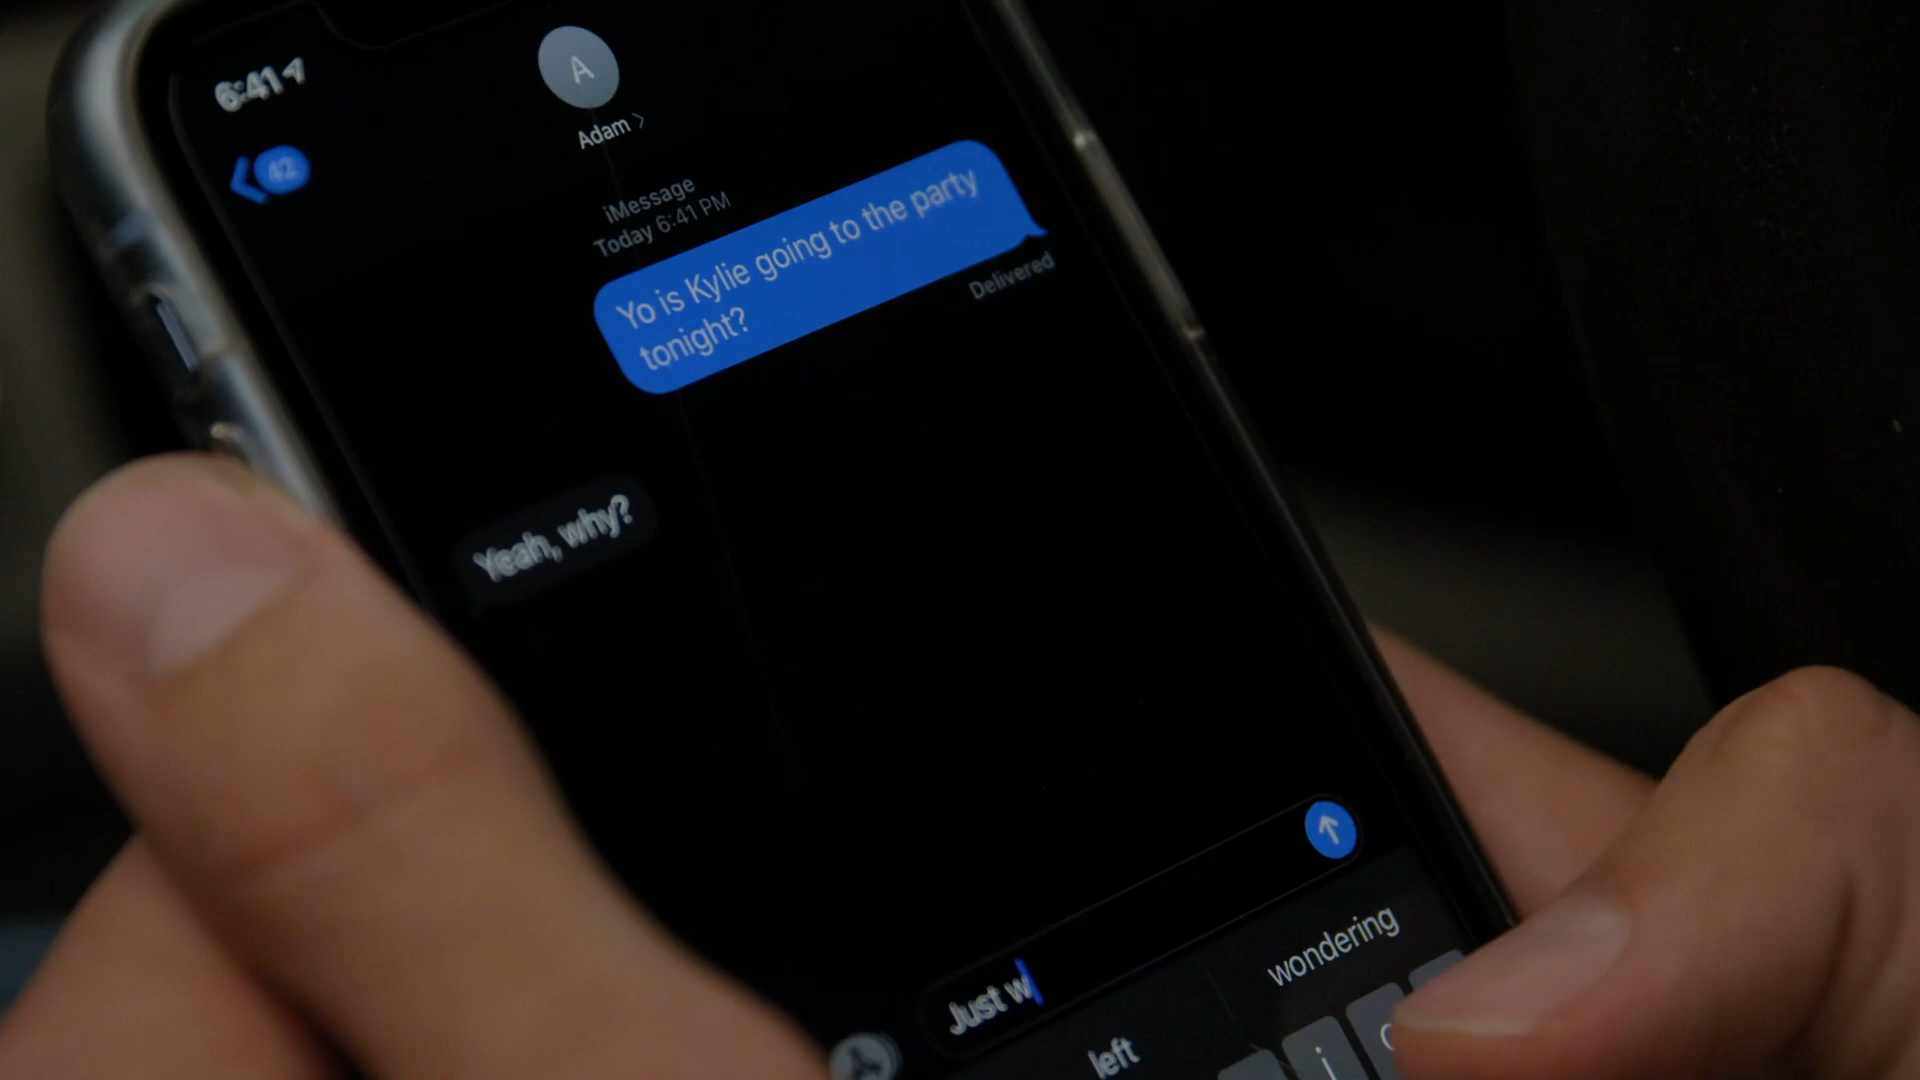 6:41
42
A
Adam >
iMessage
Today 6:41 PM
Yo is Kylie going to the party
tonight?
Delivered
Yeah, why?
Just w
left
wondering
i